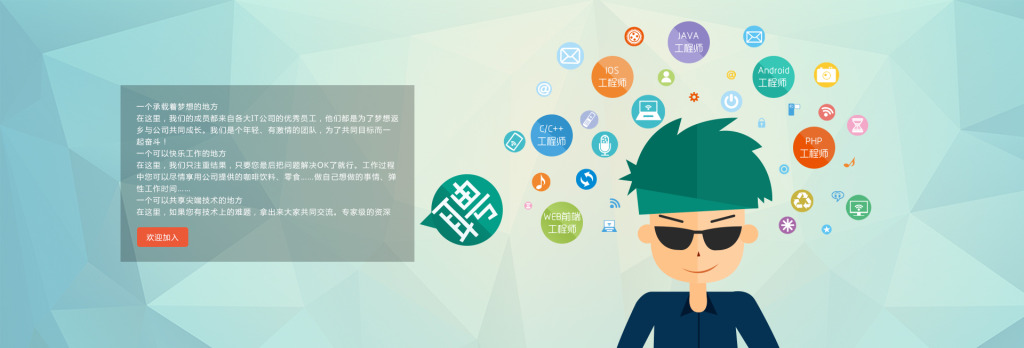 一个承载着梦想的地方
在这里，我们的成员都来自各大IT公司的优秀员工，他们都是为了梦想返
乡与公司共同成长。我们是个年轻、有激情的团队，为了共同目标而一
起奋斗！
一个可以快乐工作的地方
在这里，我们只注重结果，只要您最后把问题解决OK了就行。工作过程
中您可以尽情享用公司提供的咖啡饮料、零食......做自己想做的事情、弹
性工作时间......
一个可以共享尖端技术的地方
在这里，如果您有技术上的难题，拿出来大家共同交流。专家级的资深
欢迎加入
聘
JAVA
工程师
IOS
工程师
Android
工程师
C/C++
工程师
PHP
工程师
WEB前端
工程师